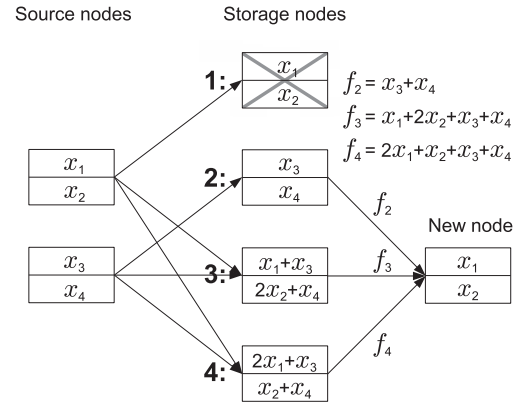 Source nodes
Storage nodes
1:
x₁
x₂
f₂ = x₃+x₄
f₃ = x₁+2x₂+x₃+x₄
f₄ = 2x₁+x₂+x₃+x₄
x₁
x₂
2:
x₃
x₄
f₂
New node
x₃
x₄
3:
x₁+x₃
2x₂+x₄
f₃
x₁
x₂
4:
2x₁+x₃
x₂+x₄
f₄